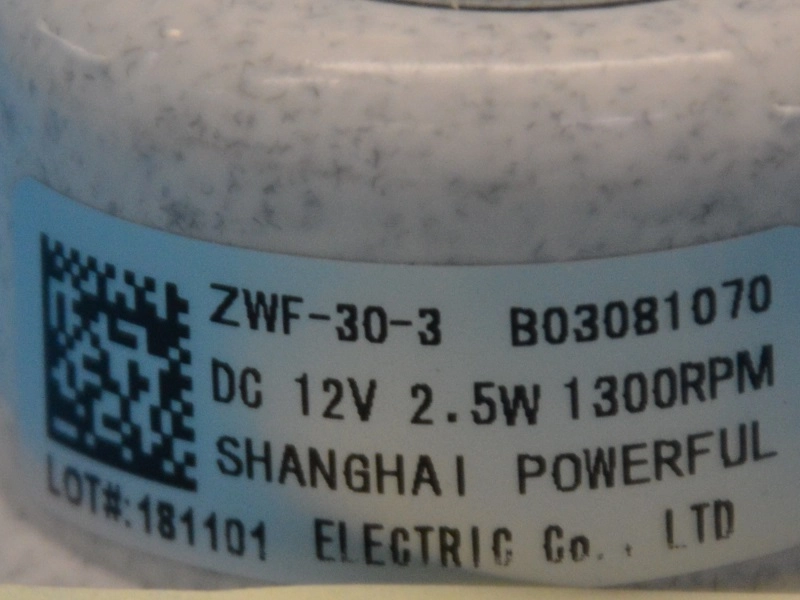 ZWF-30-3 B03081070
DC 12V 2.5W 1300RPM
SHANGHAI POWERFUL
LOT#:181101 ELECTRIC Co., LTD